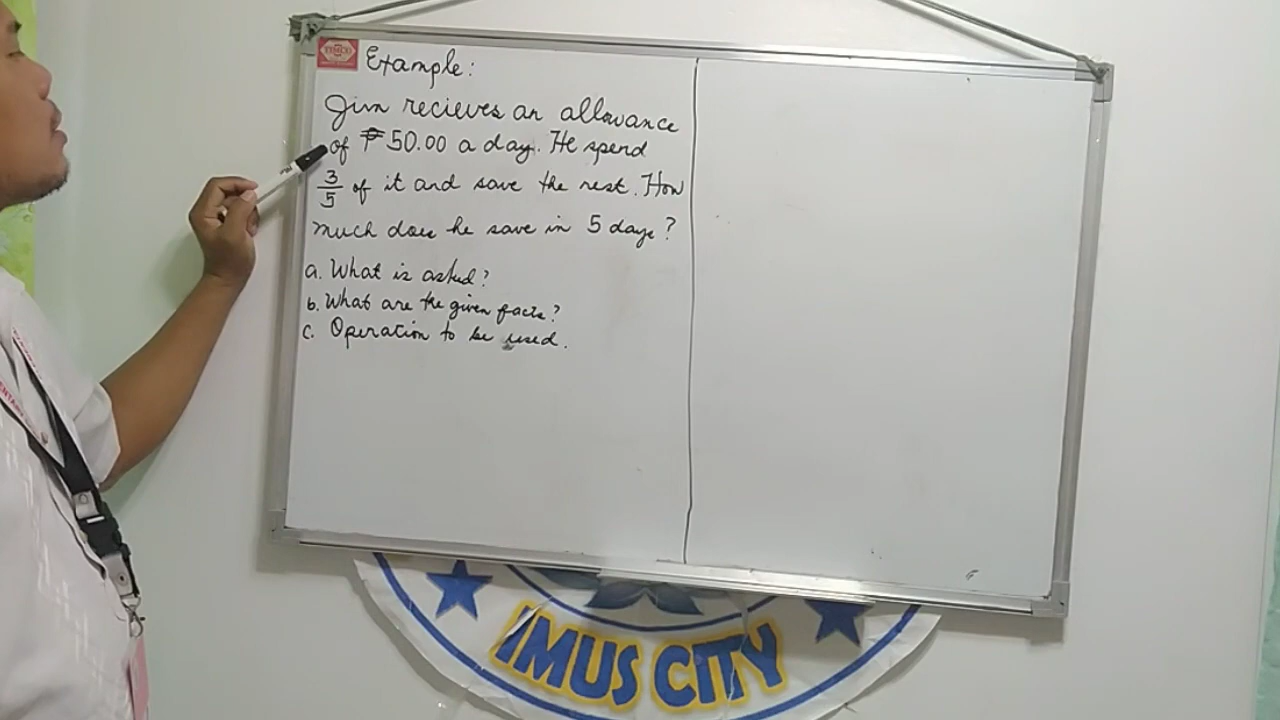 Example:
Jim recieves an allowance
of ₱50.00 a day. He spend
3/5 of it and save the rest. How
much does he save in 5 days?
a. What is asked?
b. What are the given facts?
c. Operation to be used.
IMUS CITY